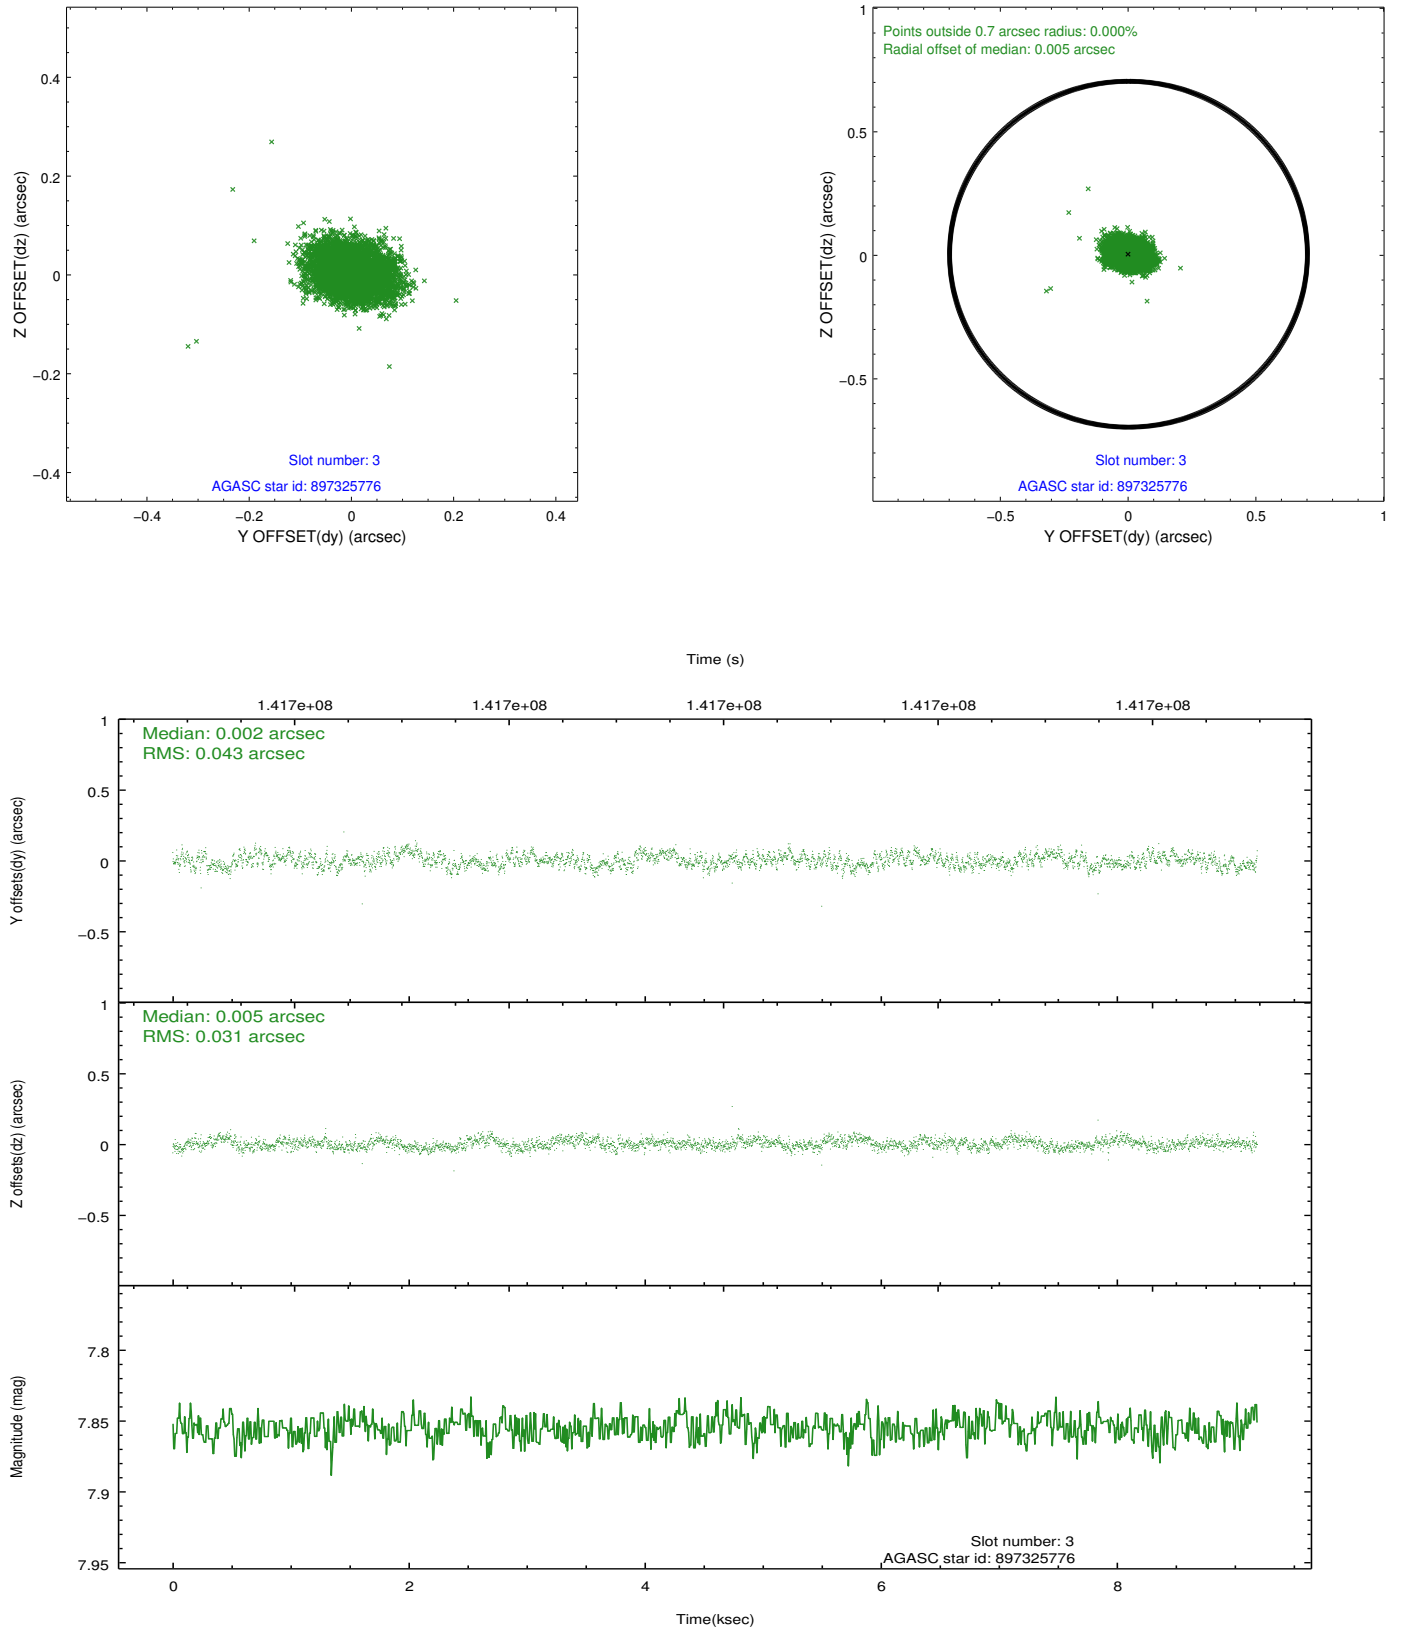 0.4
0.2
0
−0.2
−0.4
Z OFFSET(dz) (arcsec)
Slot number: 3
AGASC star id: 897325776
−0.4 −0.2 0 0.2 0.4
Y OFFSET(dy) (arcsec)
1
0.5
0
−0.5
Z OFFSET(dz) (arcsec)
Points outside 0.7 arcsec radius: 0.000%
Radial offset of median: 0.005 arcsec
Slot number: 3
AGASC star id: 897325776
−0.5 0 0.5 1
Y OFFSET(dy) (arcsec)
Time (s)
1.417e+08 1.417e+08 1.417e+08 1.417e+08 1.417e+08
1
0.5
0
−0.5
Y offsets(dy) (arcsec)
Median: 0.002 arcsec
RMS: 0.043 arcsec
1
0.5
0
−0.5
Z offsets(dz) (arcsec)
Median: 0.005 arcsec
RMS: 0.031 arcsec
7.8
7.85
7.9
7.95
Magnitude (mag)
Slot number: 3
AGASC star id: 897325776
0 2 4 6 8
Time(ksec)